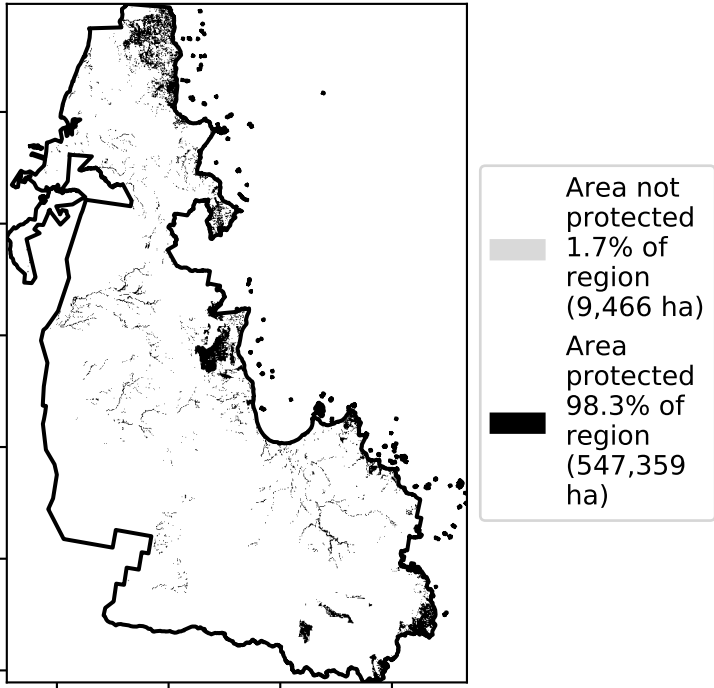 Area not
protected
1.7% of
region
(9,466 ha)
Area
protected
98.3% of
region
(547,359
ha)